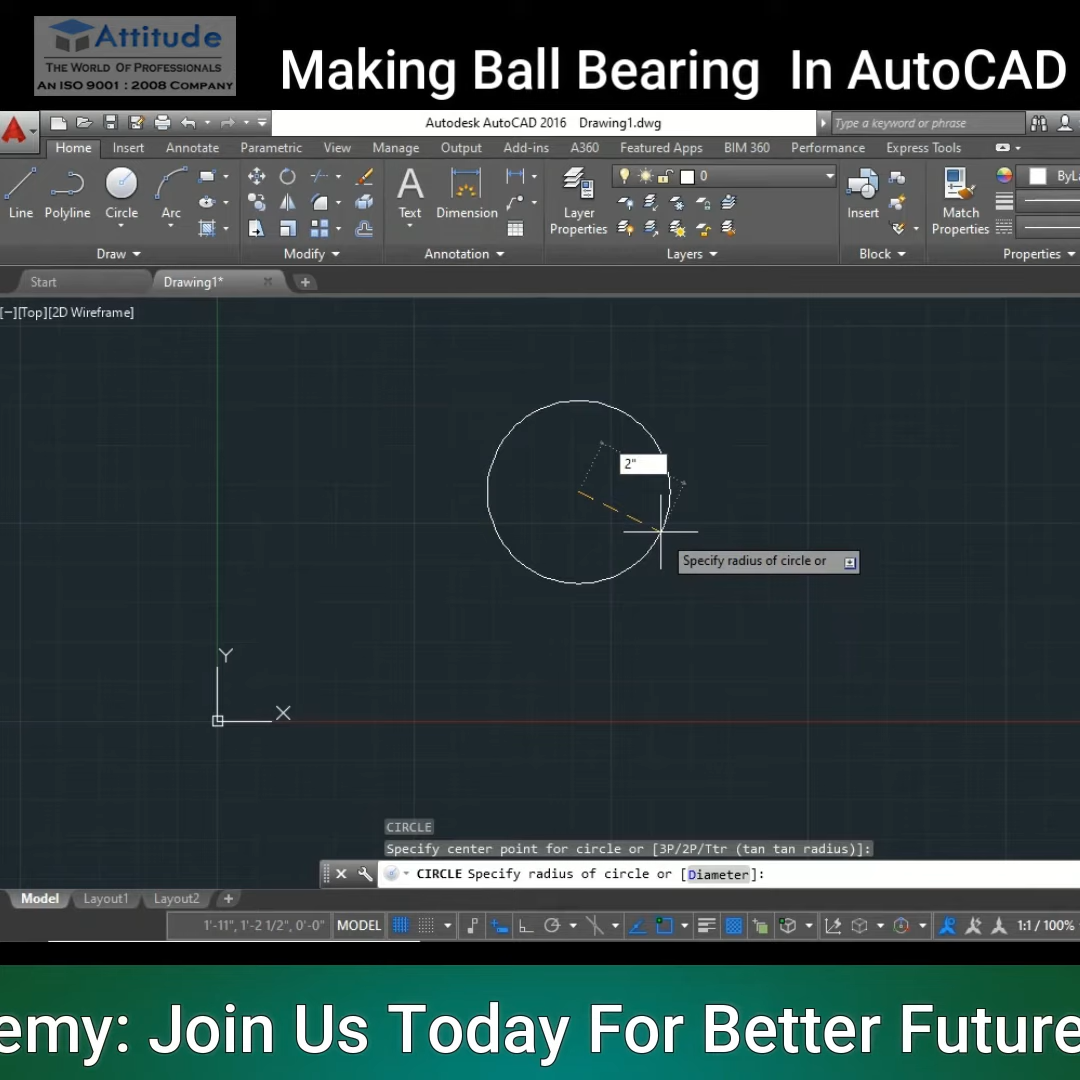 Attitude
THE WORLD OF PROFESSIONALS
AN ISO 9001 : 2008 COMPANY
Making Ball Bearing In AutoCAD
Autodesk AutoCAD 2016 Drawing1.dwg
Type a keyword or phrase
Home Insert Annotate Parametric View Manage Output Add-ins A360 Featured Apps BIM 360 Performance Express Tools
0
ByLa
Line Polyline Circle Arc
A
Text Dimension
Layer Properties
Insert
Match Properties
Draw Modify Annotation Layers Block Properties
Start Drawing1* +
[−][Top][2D Wireframe]
2"
Specify radius of circle or
Y
X
CIRCLE
Specify center point for circle or [3P/2P/Ttr (tan tan radius)]:
CIRCLE Specify radius of circle or [Diameter]:
Model Layout1 Layout2 +
1'-11", 1'-2 1/2", 0'-0" MODEL 1:1 / 100%
emy: Join Us Today For Better Future